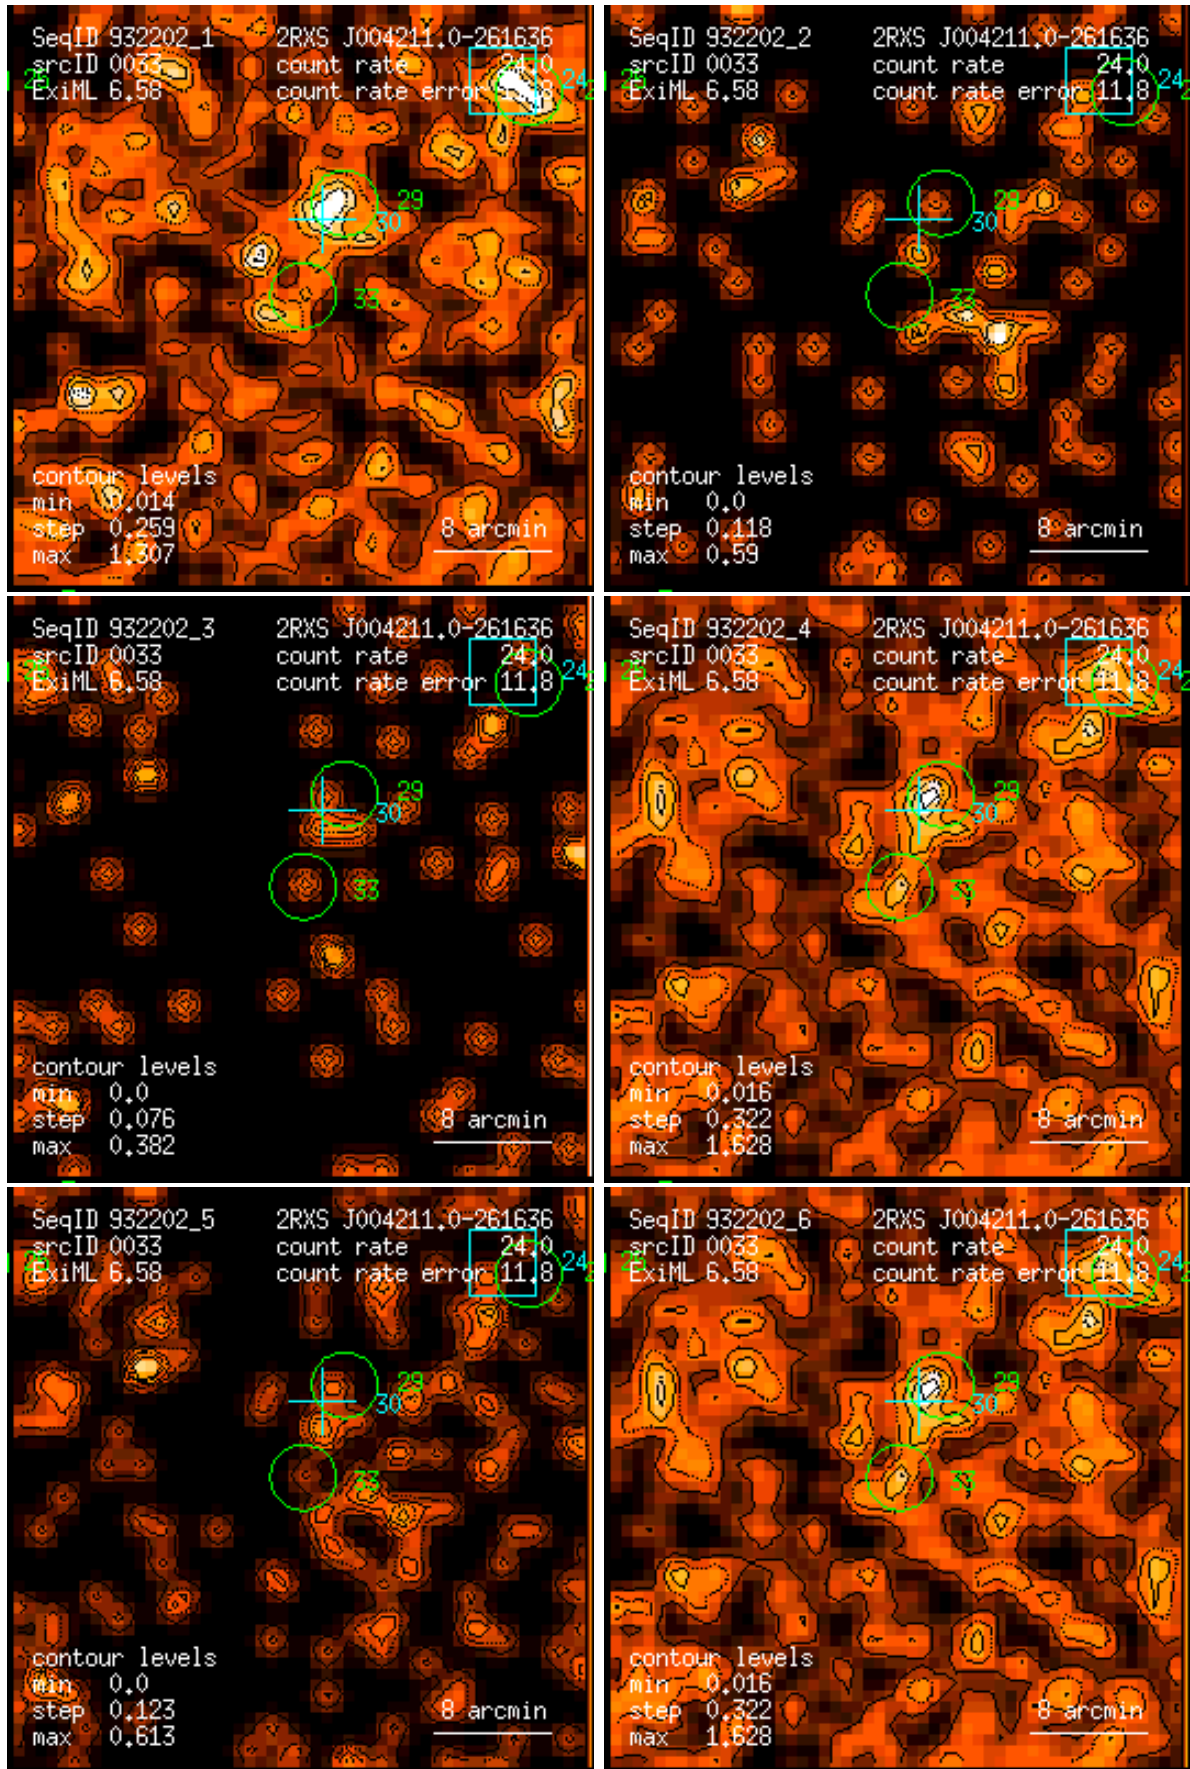 SeqID 932202_1 2RXS J004211.0-261636
srcID 0033 count rate 24.0
ExiML 6.58 count rate error 11.8
24
29
30
33
contour levels
min 0.014
step 0.259
max 1.307
8 arcmin
SeqID 932202_2 2RXS J004211.0-261636
srcID 0033 count rate 24.0
ExiML 6.58 count rate error 11.8
24
29
30
33
contour levels
min 0.0
step 0.118
max 0.59
8 arcmin
SeqID 932202_3 2RXS J004211.0-261636
srcID 0033 count rate 24.0
ExiML 6.58 count rate error 11.8
24
29
30
33
contour levels
min 0.0
step 0.076
max 0.382
8 arcmin
SeqID 932202_4 2RXS J004211.0-261636
srcID 0033 count rate 24.0
ExiML 6.58 count rate error 11.8
24
29
30
33
contour levels
min 0.016
step 0.322
max 1.628
8 arcmin
SeqID 932202_5 2RXS J004211.0-261636
srcID 0033 count rate 24.0
ExiML 6.58 count rate error 11.8
24
29
30
33
contour levels
min 0.0
step 0.123
max 0.613
8 arcmin
SeqID 932202_6 2RXS J004211.0-261636
srcID 0033 count rate 24.0
ExiML 6.58 count rate error 11.8
24
29
30
33
contour levels
min 0.016
step 0.322
max 1.628
8 arcmin